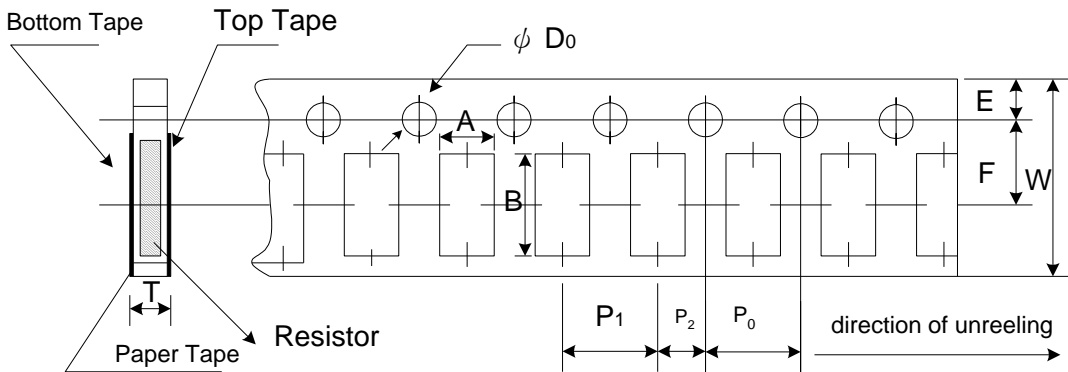 Bottom Tape
Top Tape
ψ D0
E
A
F
W
B
T
Resistor
Paper Tape
P1
P2
P0
direction of unreeling